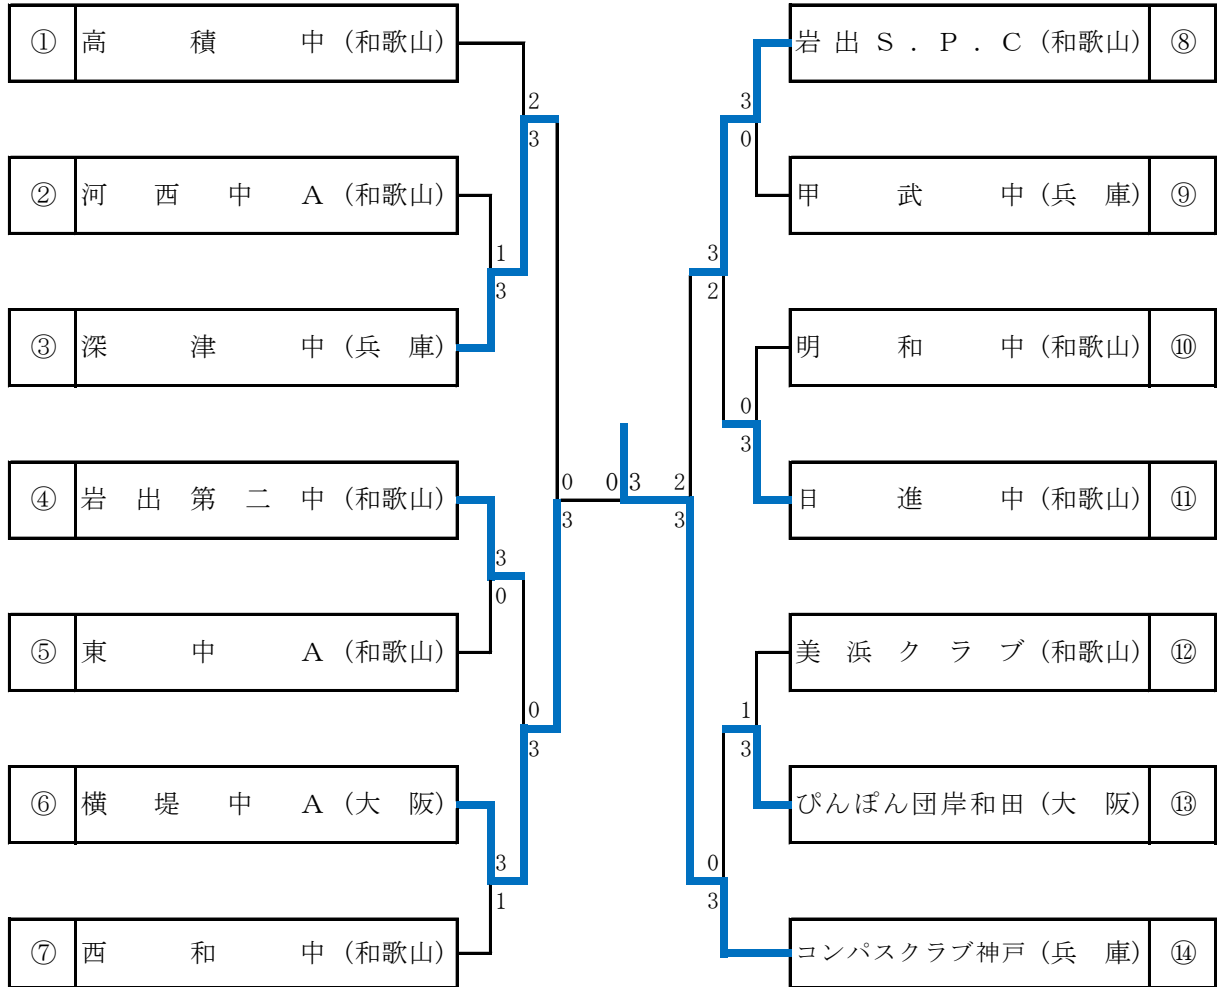 ① 高積中 (和歌山)
岩出S.P.C (和歌山) ⑧
2
3
3
0
② 河西中A (和歌山)
甲武中 (兵庫) ⑨
1
3
3
2
③ 深津中 (兵庫)
明和中 (和歌山) ⑩
0
3
④ 岩出第二中 (和歌山)
0 0 3 2
3 3
日進中 (和歌山) ⑪
3
0
⑤ 東中A (和歌山)
美浜クラブ (和歌山) ⑫
0
3
1
3
⑥ 横堤中A (大阪)
ぴんぽん団岸和田 (大阪) ⑬
3
1
0
3
⑦ 西和中 (和歌山)
コンパスクラブ神戸 (兵庫) ⑭